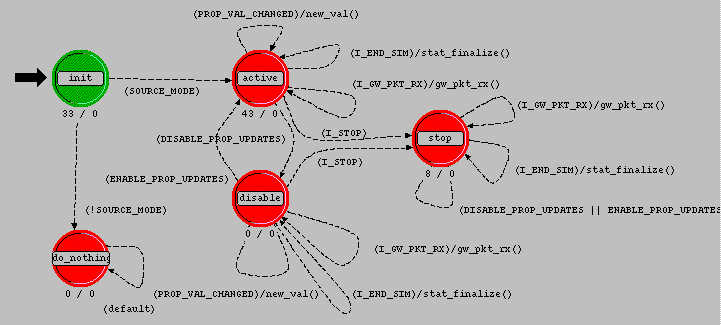 (PROP_VAL_CHANGED)/new_val()
(I_END_SIM)/stat_finalize()
init
active
(SOURCE_MODE)
(I_GW_PKT_RX)/gw_pkt_rx()
33 / 0
43 / 0
(I_GW_PKT_RX)/gw_pkt_rx()
(DISABLE_PROP_UPDATES)
(I_STOP)
stop
(I_STOP)
(ENABLE_PROP_UPDATES)
8 / 0
(I_END_SIM)/stat_finalize()
disable
(!SOURCE_MODE)
(DISABLE_PROP_UPDATES || ENABLE_PROP_UPDATES
0 / 0
(I_GW_PKT_RX)/gw_pkt_rx()
do_nothing
0 / 0
(PROP_VAL_CHANGED)/new_val()
(I_END_SIM)/stat_finalize()
(default)